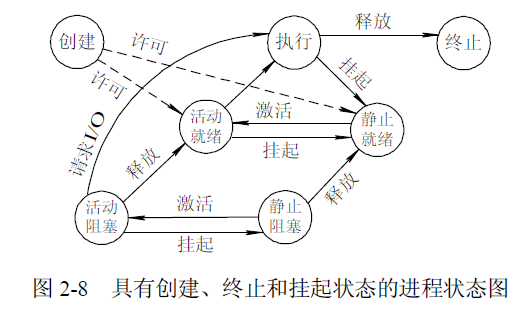 创建
许可
许可
执行
释放
终止
挂起
请求I/O
活动
就绪
激活
挂起
静止
就绪
释放
释放
活动
阻塞
激活
挂起
静止
阻塞
图 2-8 具有创建、终止和挂起状态的进程状态图